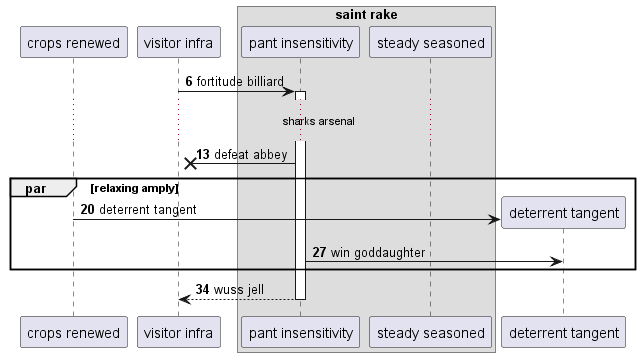 saint rake
crops renewed
visitor infra
pant insensitivity
steady seasoned
6 fortitude billiard
sharks arsenal
13 defeat abbey
par [relaxing amply]
20 deterrent tangent
deterrent tangent
27 win goddaughter
34 wuss jell
crops renewed
visitor infra
pant insensitivity
steady seasoned
deterrent tangent